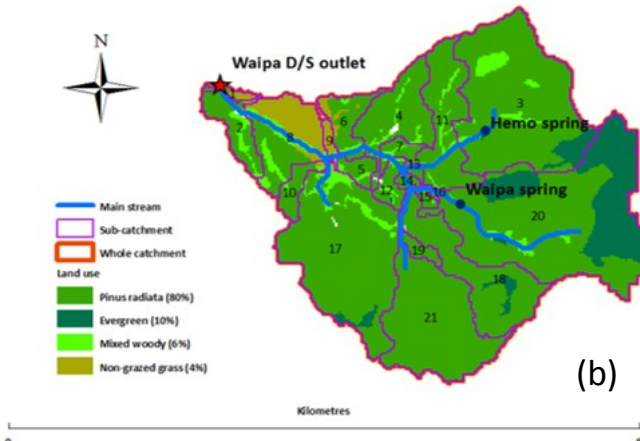 N
Waipa D/S outlet
1
2
8
6
9
4
11
3
Hemo spring
7
5
13
12
14
10
15
16
Waipa spring
20
17
19
18
21
Main stream
Sub-catchment
Whole catchment
Land use
Pinus radiata (80%)
Evergreen (10%)
Mixed woody (6%)
Non-grazed grass (4%)
(b)
Kilometres